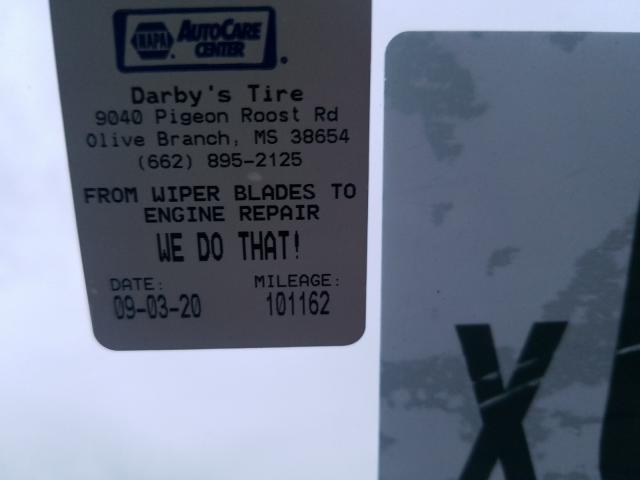 NAPA AUTOCARE
CENTER
Darby's Tire
9040 Pigeon Roost Rd
Olive Branch, MS 38654
(662) 895-2125
FROM WIPER BLADES TO
ENGINE REPAIR
WE DO THAT!
DATE: MILEAGE:
09-03-20 101162
X